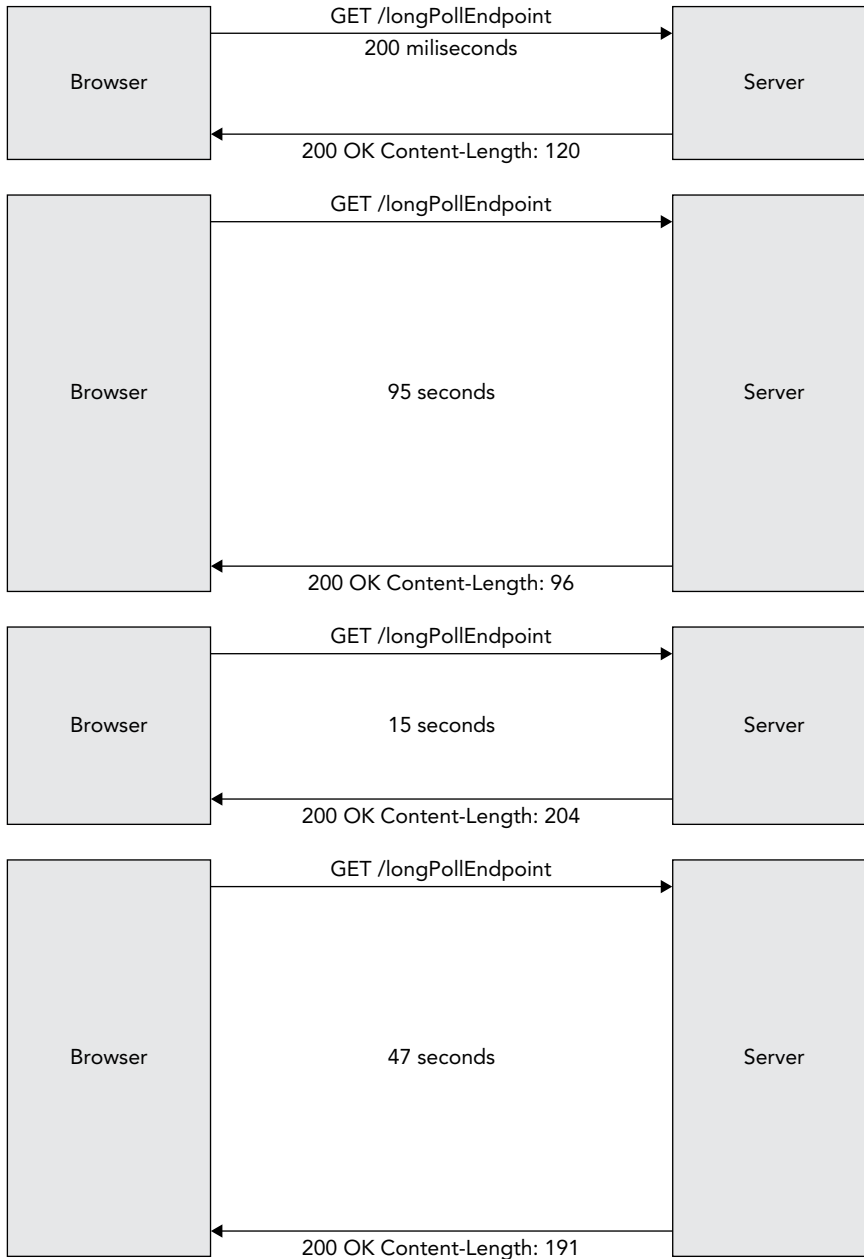 GET /longPollEndpoint
200 miliseconds
Browser
Server
200 OK Content-Length: 120
GET /longPollEndpoint
Browser
95 seconds
Server
200 OK Content-Length: 96
GET /longPollEndpoint
Browser
15 seconds
Server
200 OK Content-Length: 204
GET /longPollEndpoint
Browser
47 seconds
Server
200 OK Content-Length: 191